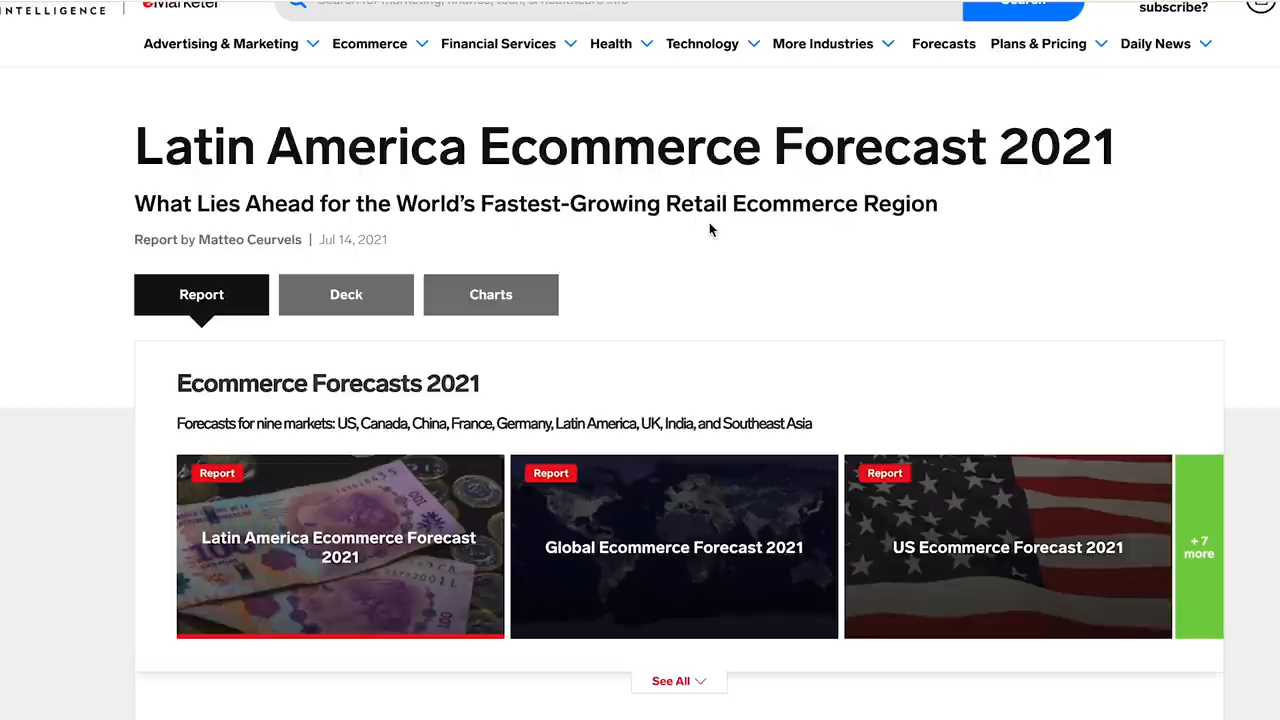 INTELLIGENCE | eMarketer
subscribe?
Advertising & Marketing Ecommerce Financial Services Health Technology More Industries Forecasts Plans & Pricing Daily News
Latin America Ecommerce Forecast 2021
What Lies Ahead for the World's Fastest-Growing Retail Ecommerce Region
Report by Matteo Ceurvels | Jul 14, 2021
Report Deck Charts
Ecommerce Forecasts 2021
Forecasts for nine markets: US, Canada, China, France, Germany, Latin America, UK, India, and Southeast Asia
Report
Latin America Ecommerce Forecast
2021
Report
Global Ecommerce Forecast 2021
Report
US Ecommerce Forecast 2021
+ 7
more
See All